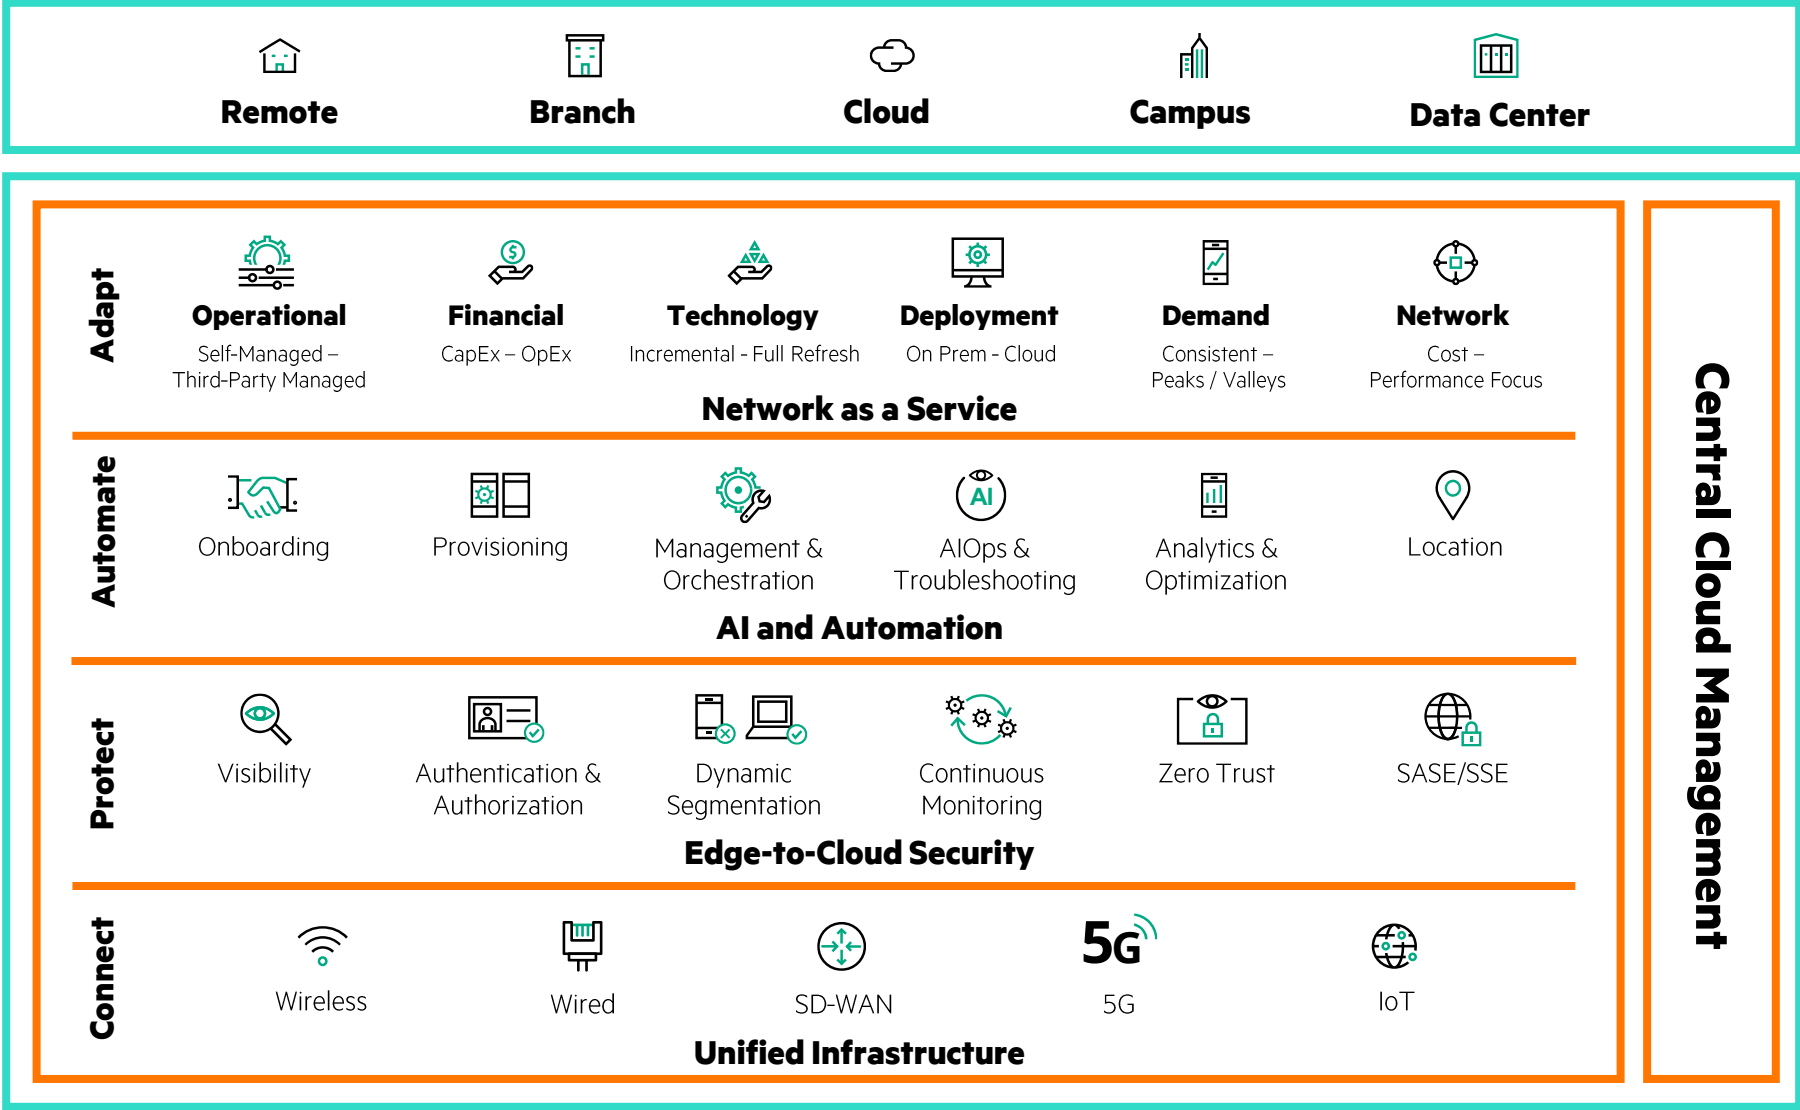 Remote
Branch
Cloud
Campus
Data Center
Adapt
Operational
Self-Managed –
Third-Party Managed
Financial
CapEx – OpEx
Technology
Incremental - Full Refresh
Deployment
On Prem - Cloud
Demand
Consistent –
Peaks / Valleys
Network
Cost –
Performance Focus
Network as a Service
Automate
Onboarding
Provisioning
Management &
Orchestration
AI
AIOps &
Troubleshooting
Analytics &
Optimization
Location
AI and Automation
Protect
Visibility
Authentication &
Authorization
Dynamic
Segmentation
Continuous
Monitoring
Zero Trust
SASE/SSE
Edge-to-Cloud Security
Connect
Wireless
Wired
SD-WAN
5G
5G
IoT
Unified Infrastructure
Central Cloud Management